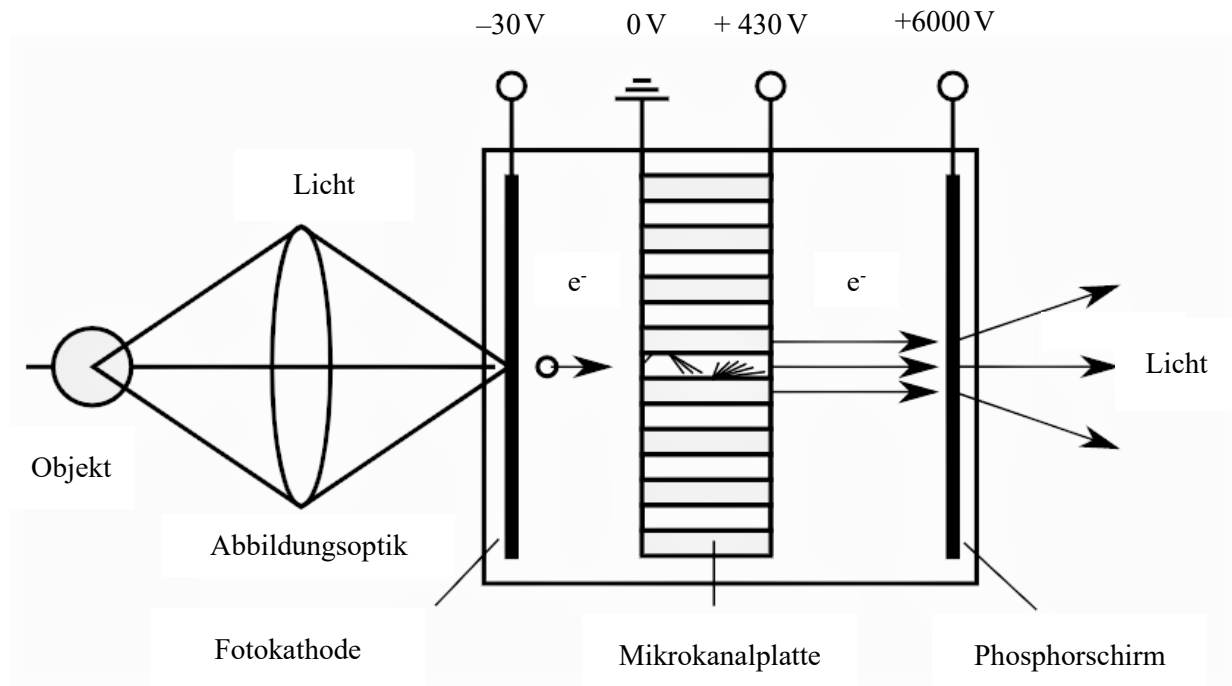 –30 V 0 V + 430 V +6000 V
Licht
e-
e-
Licht
Objekt
Abbildungsoptik
Fotokathode
Mikrokanalplatte
Phosphorschirm